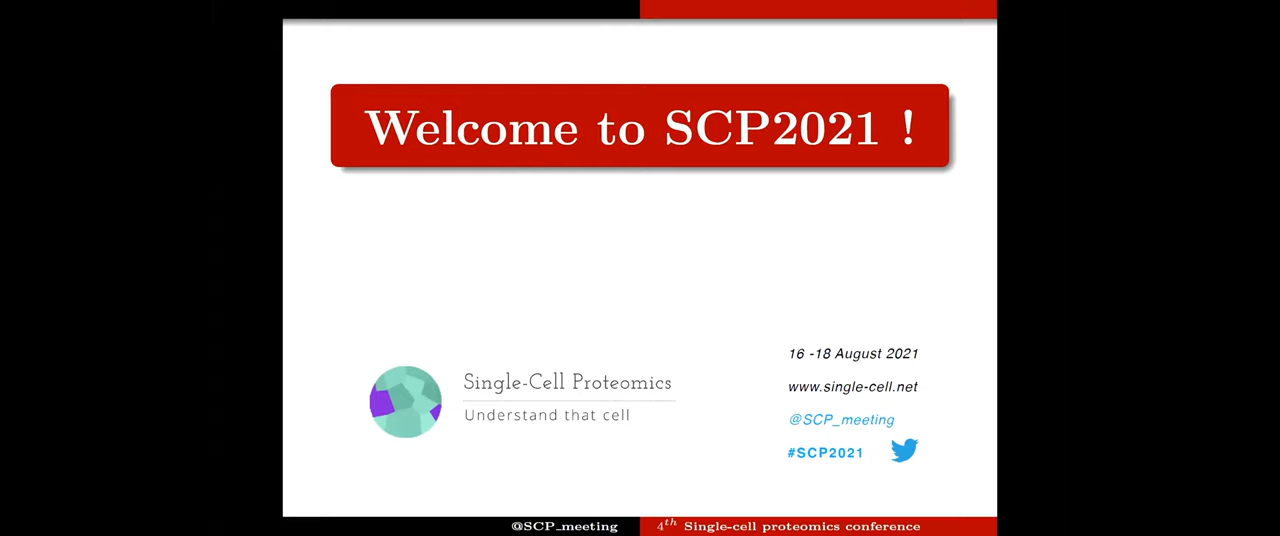 Welcome to SCP2021 !
Single-Cell Proteomics
Understand that cell
16 -18 August 2021
www.single-cell.net
@SCP_meeting
#SCP2021
@SCP_meeting
4th Single-cell proteomics conference